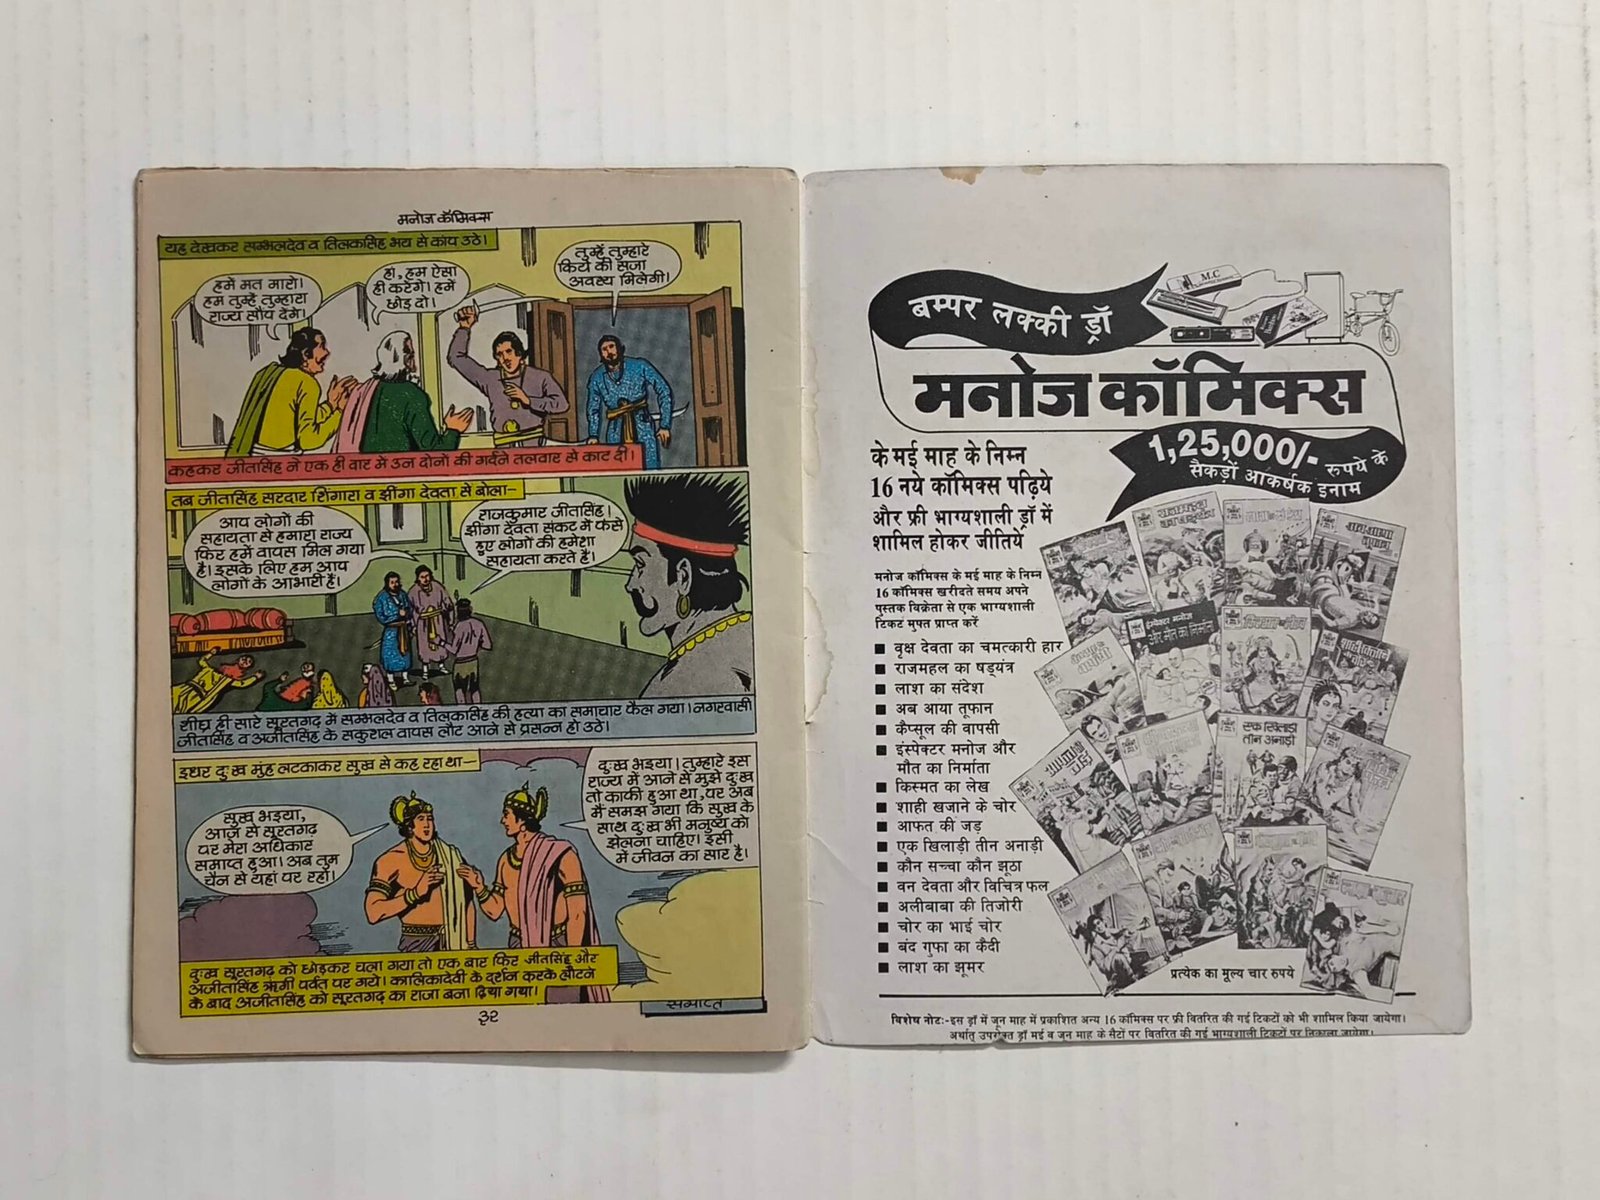 मनोज कॉमिक्स
यह देखकर सम्भलदेव व तिलकसिंह भय से कांप उठे।
हमें मत मारो।
हम तुम्हें तुम्हारा
राज्य सौंप देंगे।
हां, हम ऐसा
ही करेंगे। हमें
छोड़ दो।
तुम्हें तुम्हारे
किये की सजा
अवश्य मिलेगी।
कहकर जीतसिंह ने एक ही वार में उन दोनों की गर्दनें तलवार से काट दी।
तब जीतसिंह सरदार शिंगारा व झींगा देवता से बोला-
आप लोगों की
सहायता से हमारा राज्य
फिर हमें वापस मिल गया
है। इसके लिए हम आप
लोगों के आभारी हैं।
राजकुमार जीतसिंह।
झींगा देवता संकट में फंसे
हुए लोगों की हमेशा
सहायता करते हैं।
शीघ्र ही सारे सूरतगढ़ में सम्भलदेव व तिलकसिंह की हत्या का समाचार फैल गया। नगरवासी
जीतसिंह व अजीतसिंह के सकुशल वापस लौट आने से प्रसन्न हो उठे।
इधर दुःख मुंह लटकाकर सुख से कह रहा था-
सुख भइया,
आज से सूरतगढ़
पर मेरा अधिकार
समाप्त हुआ। अब तुम
चैन से यहां पर रहो।
दुःख भइया। तुम्हारे इस
राज्य में आने से मुझे दुःख
तो काफी हुआ था, पर अब
मैं समझ गया कि सुख के
साथ दुःख भी मनुष्य को
झेलना चाहिए। इसी
में जीवन का सार है।
दुःख सूरतगढ़ को छोड़कर चला गया तो एक बार फिर जीतसिंह और
अजीतसिंह ऋंगी पर्वत पर गये। कालिकादेवी के दर्शन करके लौटने
के बाद अजीतसिंह को सूरतगढ़ का राजा बना दिया गया।
समाप्त
३२
बम्पर लक्की ड्रॉ
M.C
मनोज कॉमिक्स
1,25,000/- रुपये के
सैकड़ों आकर्षक इनाम
के मई माह के निम्न
16 नये कॉमिक्स पढ़िये
और फ्री भाग्यशाली ड्रॉ में
शामिल होकर जीतिये
मनोज कॉमिक्स के मई माह के निम्न
16 कॉमिक्स खरीदते समय अपने
पुस्तक विक्रेता से एक भाग्यशाली
टिकट मुफ्त प्राप्त करें
■ वृक्ष देवता का चमत्कारी हार
■ राजमहल का षड्यंत्र
■ लाश का संदेश
■ अब आया तूफान
■ कैप्सूल की वापसी
■ इंस्पेक्टर मनोज और
मौत का निर्माता
■ किस्मत का लेख
■ शाही खजाने के चोर
■ आफत की जड़
■ एक खिलाड़ी तीन अनाड़ी
■ कौन सच्चा कौन झूठा
■ वन देवता और विचित्र फल
■ अलीबाबा की तिजोरी
■ चोर का भाई चोर
■ बंद गुफा का कैदी
■ लाश का झूमर
इंस्पेक्टर मनोज
और मौत का निर्माता
एक खिलाड़ी
तीन अनाड़ी
प्रत्येक का मूल्य चार रुपये
विशेष नोट:-इस ड्रॉ में जून माह में प्रकाशित अन्य 16 कॉमिक्स पर फ्री वितरित की गई टिकटों को भी शामिल किया जायेगा।
अर्थात् उपरोक्त ड्रॉ मई व जून माह के सैटों पर वितरित की गई भाग्यशाली टिकटों पर निकाला जायेगा।